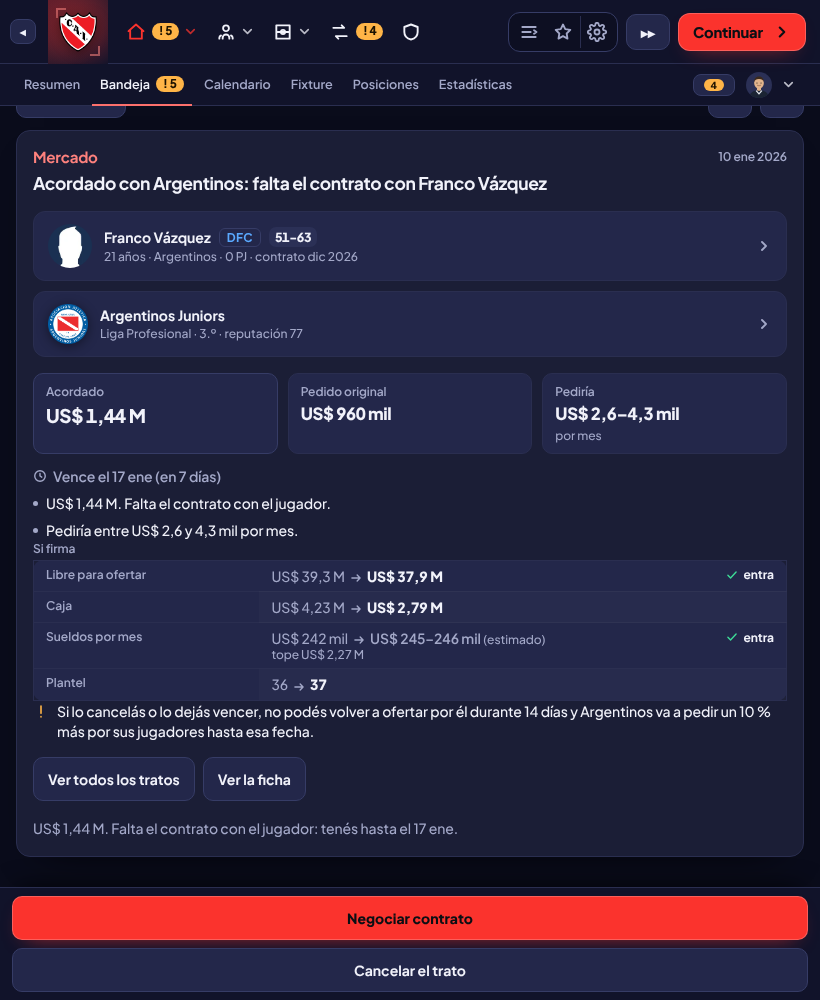 ! 5
! 4
Continuar
Resumen
Bandeja ! 5
Calendario
Fixture
Posiciones
Estadísticas
4
Mercado
10 ene 2026
Acordado con Argentinos: falta el contrato con Franco Vázquez
Franco Vázquez DFC 51–63
21 años · Argentinos · 0 PJ · contrato dic 2026
Argentinos Juniors
Liga Profesional · 3.º · reputación 77
Acordado
US$ 1,44 M
Pedido original
US$ 960 mil
Pediría
US$ 2,6–4,3 mil
por mes
Vence el 17 ene (en 7 días)
• US$ 1,44 M. Falta el contrato con el jugador.
• Pediría entre US$ 2,6 y 4,3 mil por mes.
Si firma
Libre para ofertar US$ 39,3 M → US$ 37,9 M ✓ entra
Caja US$ 4,23 M → US$ 2,79 M
Sueldos por mes US$ 242 mil → US$ 245–246 mil (estimado) ✓ entra
tope US$ 2,27 M
Plantel 36 → 37
! Si lo cancelás o lo dejás vencer, no podés volver a ofertar por él durante 14 días y Argentinos va a pedir un 10 %
más por sus jugadores hasta esa fecha.
Ver todos los tratos
Ver la ficha
US$ 1,44 M. Falta el contrato con el jugador: tenés hasta el 17 ene.
Negociar contrato
Cancelar el trato